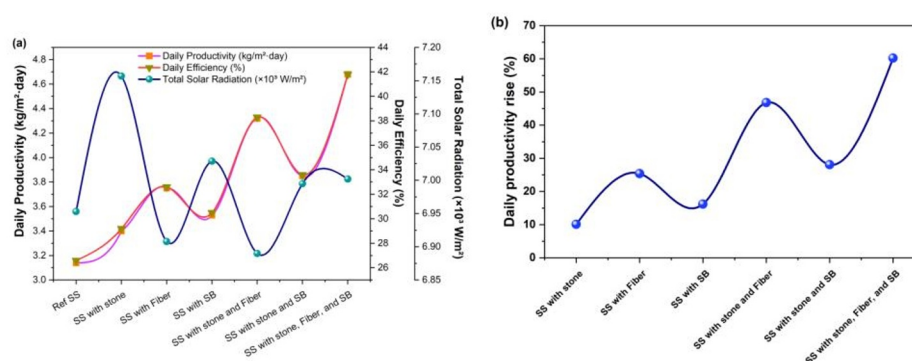 (a)
Daily Productivity (kg/m²·day)
Daily Efficiency (%)
Total Solar Radiation (×10³ W/m²)
Daily Productivity (kg/m²·day)
4.8
4.6
4.4
4.2
4.0
3.8
3.6
3.4
3.2
3.0
44
42
40
38
36
34
32
30
28
26
Daily Efficiency (%)
7.20
7.15
7.10
7.05
7.00
6.95
6.90
6.85
Total Solar Radiation (×10³ W/m²)
Ref SS
SS with stone
SS with Fiber
SS with SB
SS with stone and Fiber
SS with stone and SB
SS with stone, Fiber, and SB
(b)
Daily productivity rise (%)
70
60
50
40
30
20
10
0
SS with stone
SS with Fiber
SS with SB
SS with stone and Fiber
SS with stone and SB
SS with stone, Fiber, and SB